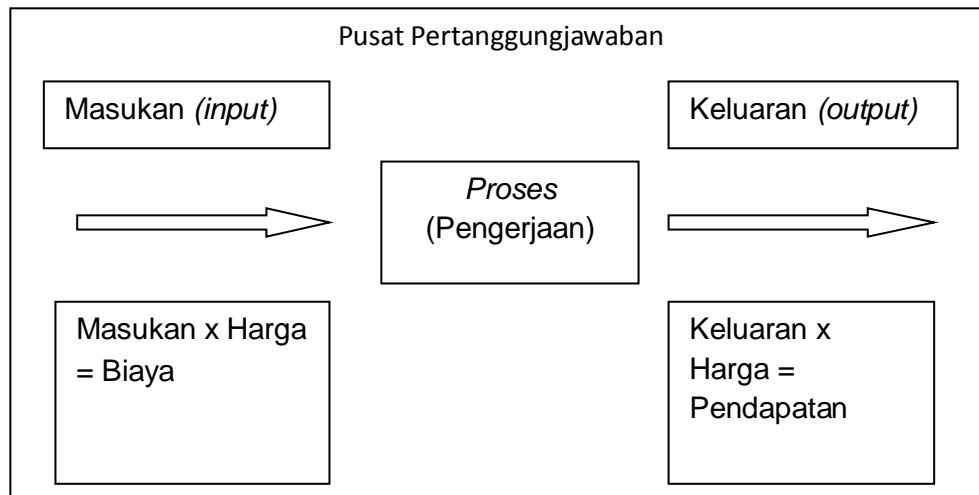 Pusat Pertanggungjawaban
Masukan (input)
Keluaran (output)
Proses
(Pengerjaan)
Masukan x Harga
= Biaya
Keluaran x
Harga =
Pendapatan